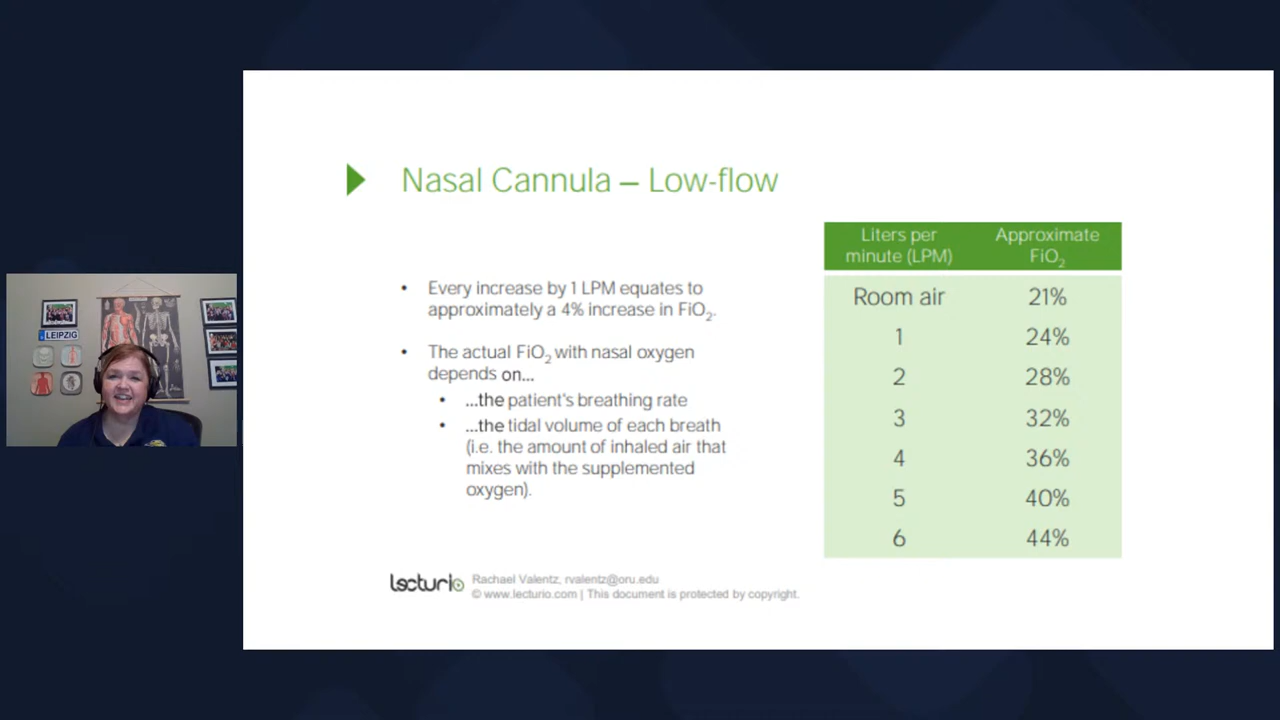 Nasal Cannula – Low-flow
• Every increase by 1 LPM equates to
approximately a 4% increase in FiO₂.
• The actual FiO₂ with nasal oxygen
depends on...
• ...the patient's breathing rate
• ...the tidal volume of each breath
(i.e. the amount of inhaled air that
mixes with the supplemented
oxygen).
Liters per minute (LPM) Approximate FiO₂
Room air 21%
1 24%
2 28%
3 32%
4 36%
5 40%
6 44%
LEIPZIG
lecturio
Rachael Valentz, rvalentz@oru.edu
© www.lecturio.com | This document is protected by copyright.